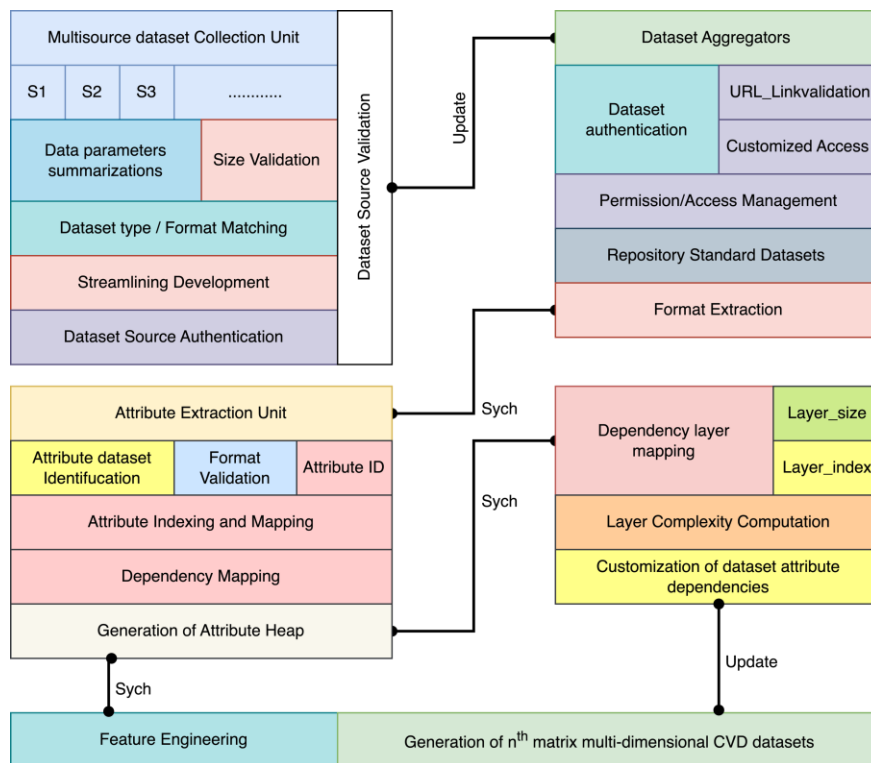 Multisource dataset Collection Unit
S1
S2
S3
............
Data parameters
summarizations
Size Validation
Dataset type / Format Matching
Streamlining Development
Dataset Source Authentication
Dataset Source Validation
Update
Dataset Aggregators
Dataset
authentication
URL_Linkvalidation
Customized Access
Permission/Access Management
Repository Standard Datasets
Format Extraction
Sych
Attribute Extraction Unit
Attribute dataset
Identifucation
Format
Validation
Attribute ID
Attribute Indexing and Mapping
Dependency Mapping
Generation of Attribute Heap
Sych
Dependency layer
mapping
Layer_size
Layer_index
Layer Complexity Computation
Customization of dataset attribute
dependencies
Sych
Update
Feature Engineering
Generation of nth matrix multi-dimensional CVD datasets